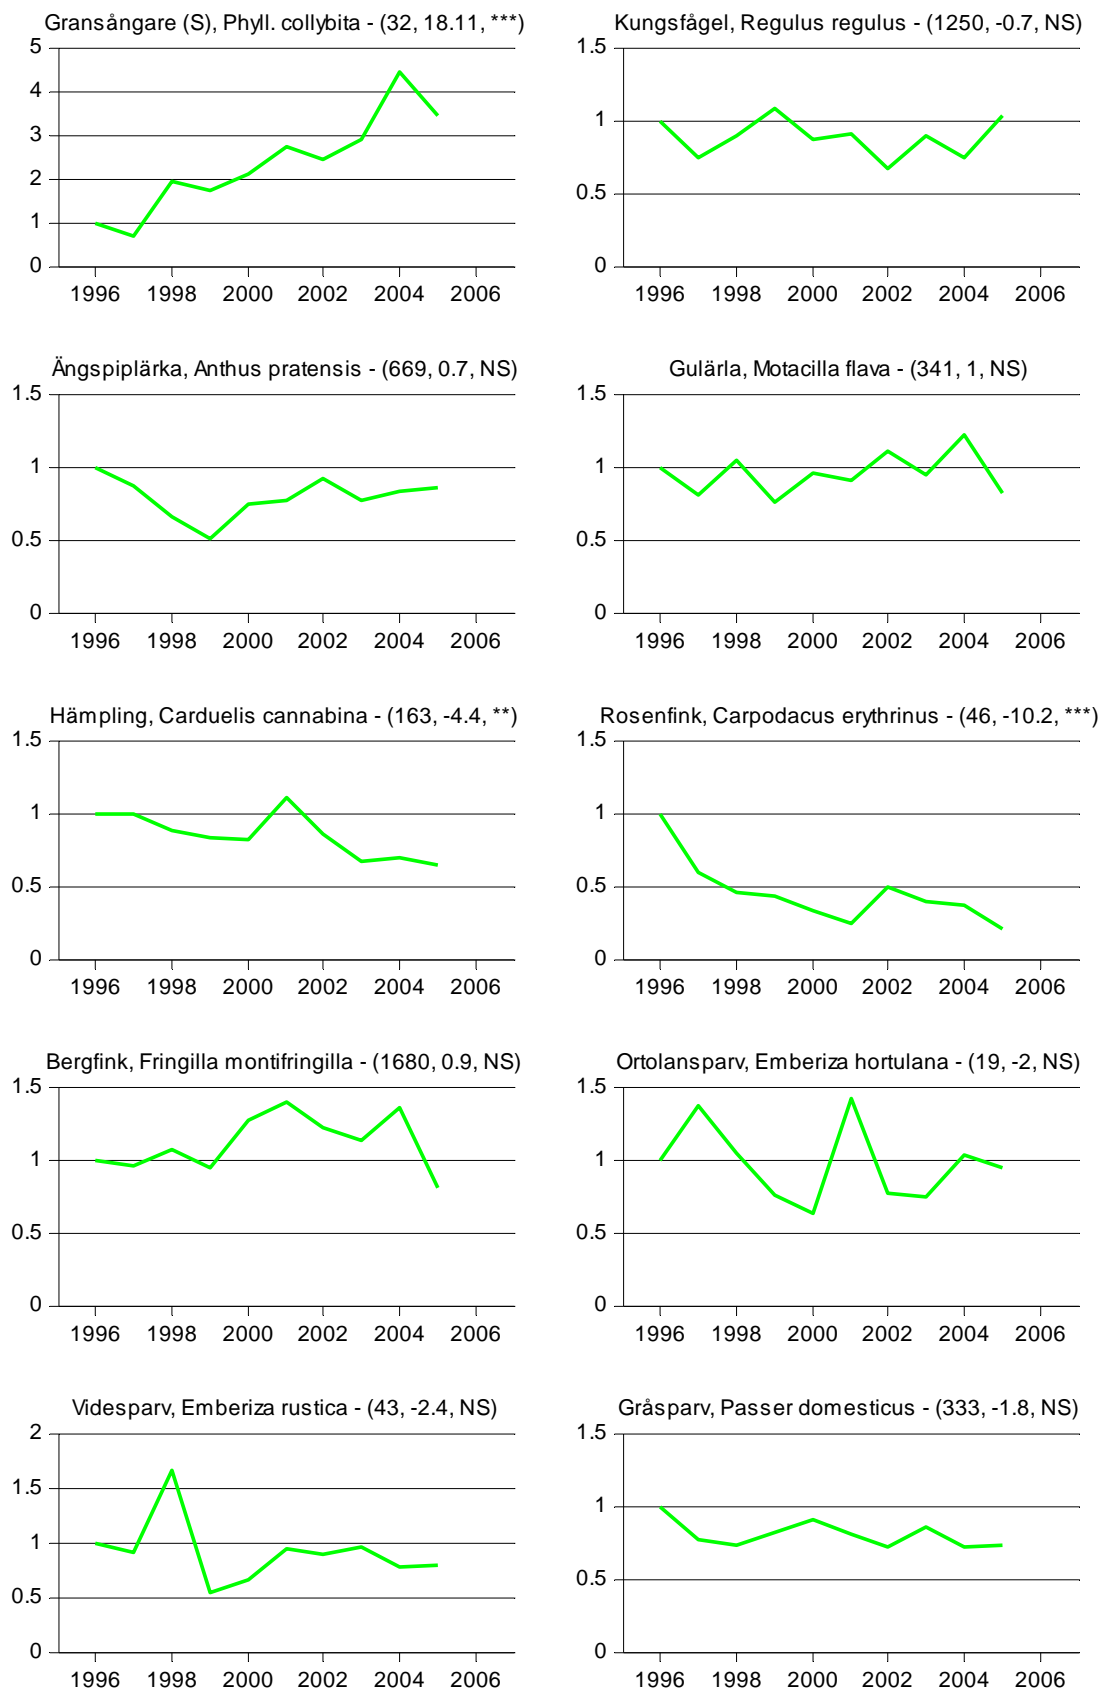 Gransångare (S), Phyll. collybita - (32, 18.11, ***)
5
4
3
2
1
0
1996 1998 2000 2002 2004 2006
Kungsfågel, Regulus regulus - (1250, -0.7, NS)
1.5
1
0.5
0
1996 1998 2000 2002 2004 2006
Ängspiplärka, Anthus pratensis - (669, 0.7, NS)
1.5
1
0.5
0
1996 1998 2000 2002 2004 2006
Gulärla, Motacilla flava - (341, 1, NS)
1.5
1
0.5
0
1996 1998 2000 2002 2004 2006
Hämpling, Carduelis cannabina - (163, -4.4, **)
1.5
1
0.5
0
1996 1998 2000 2002 2004 2006
Rosenfink, Carpodacus erythrinus - (46, -10.2, ***)
1.5
1
0.5
0
1996 1998 2000 2002 2004 2006
Bergfink, Fringilla montifringilla - (1680, 0.9, NS)
1.5
1
0.5
0
1996 1998 2000 2002 2004 2006
Ortolansparv, Emberiza hortulana - (19, -2, NS)
1.5
1
0.5
0
1996 1998 2000 2002 2004 2006
Videsparv, Emberiza rustica - (43, -2.4, NS)
2
1.5
1
0.5
0
1996 1998 2000 2002 2004 2006
Gråsparv, Passer domesticus - (333, -1.8, NS)
1.5
1
0.5
0
1996 1998 2000 2002 2004 2006